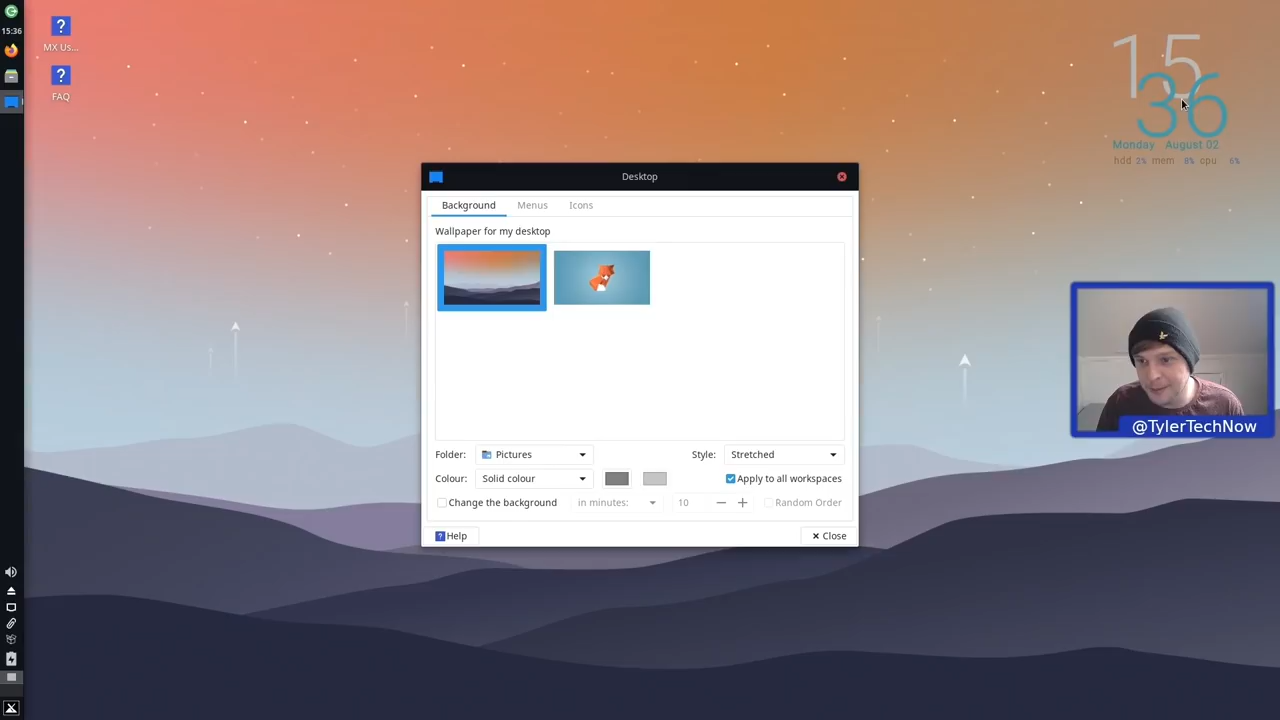 15:36
MX Us...
FAQ
15
36
Monday August 02
hdd 2% mem 8% cpu 6%
Desktop
Background Menus Icons
Wallpaper for my desktop
Folder: Pictures Style: Stretched
Colour: Solid colour Apply to all workspaces
Change the background in minutes: 10 Random Order
? Help Close
@TylerTechNow